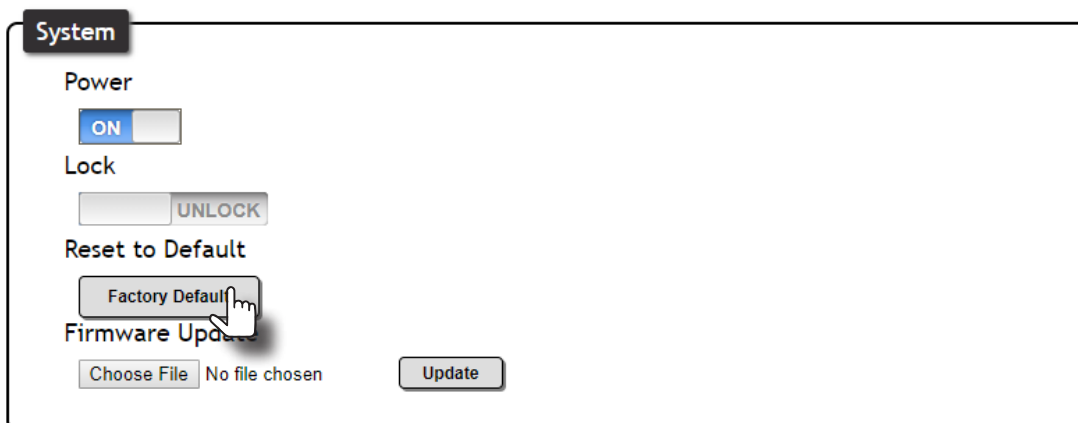 System
Power
ON
Lock
UNLOCK
Reset to Default
Factory Default
Firmware Update
Choose File No file chosen Update